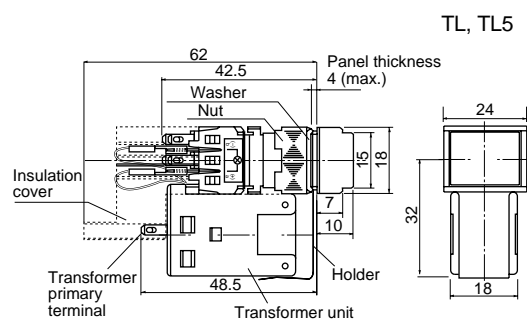 TL, TL5
62
42.5
Panel thickness
4 (max.)
Washer
Nut
24
15
18
Insulation
cover
7
10
32
Transformer
primary
terminal
48.5
Holder
Transformer unit
18